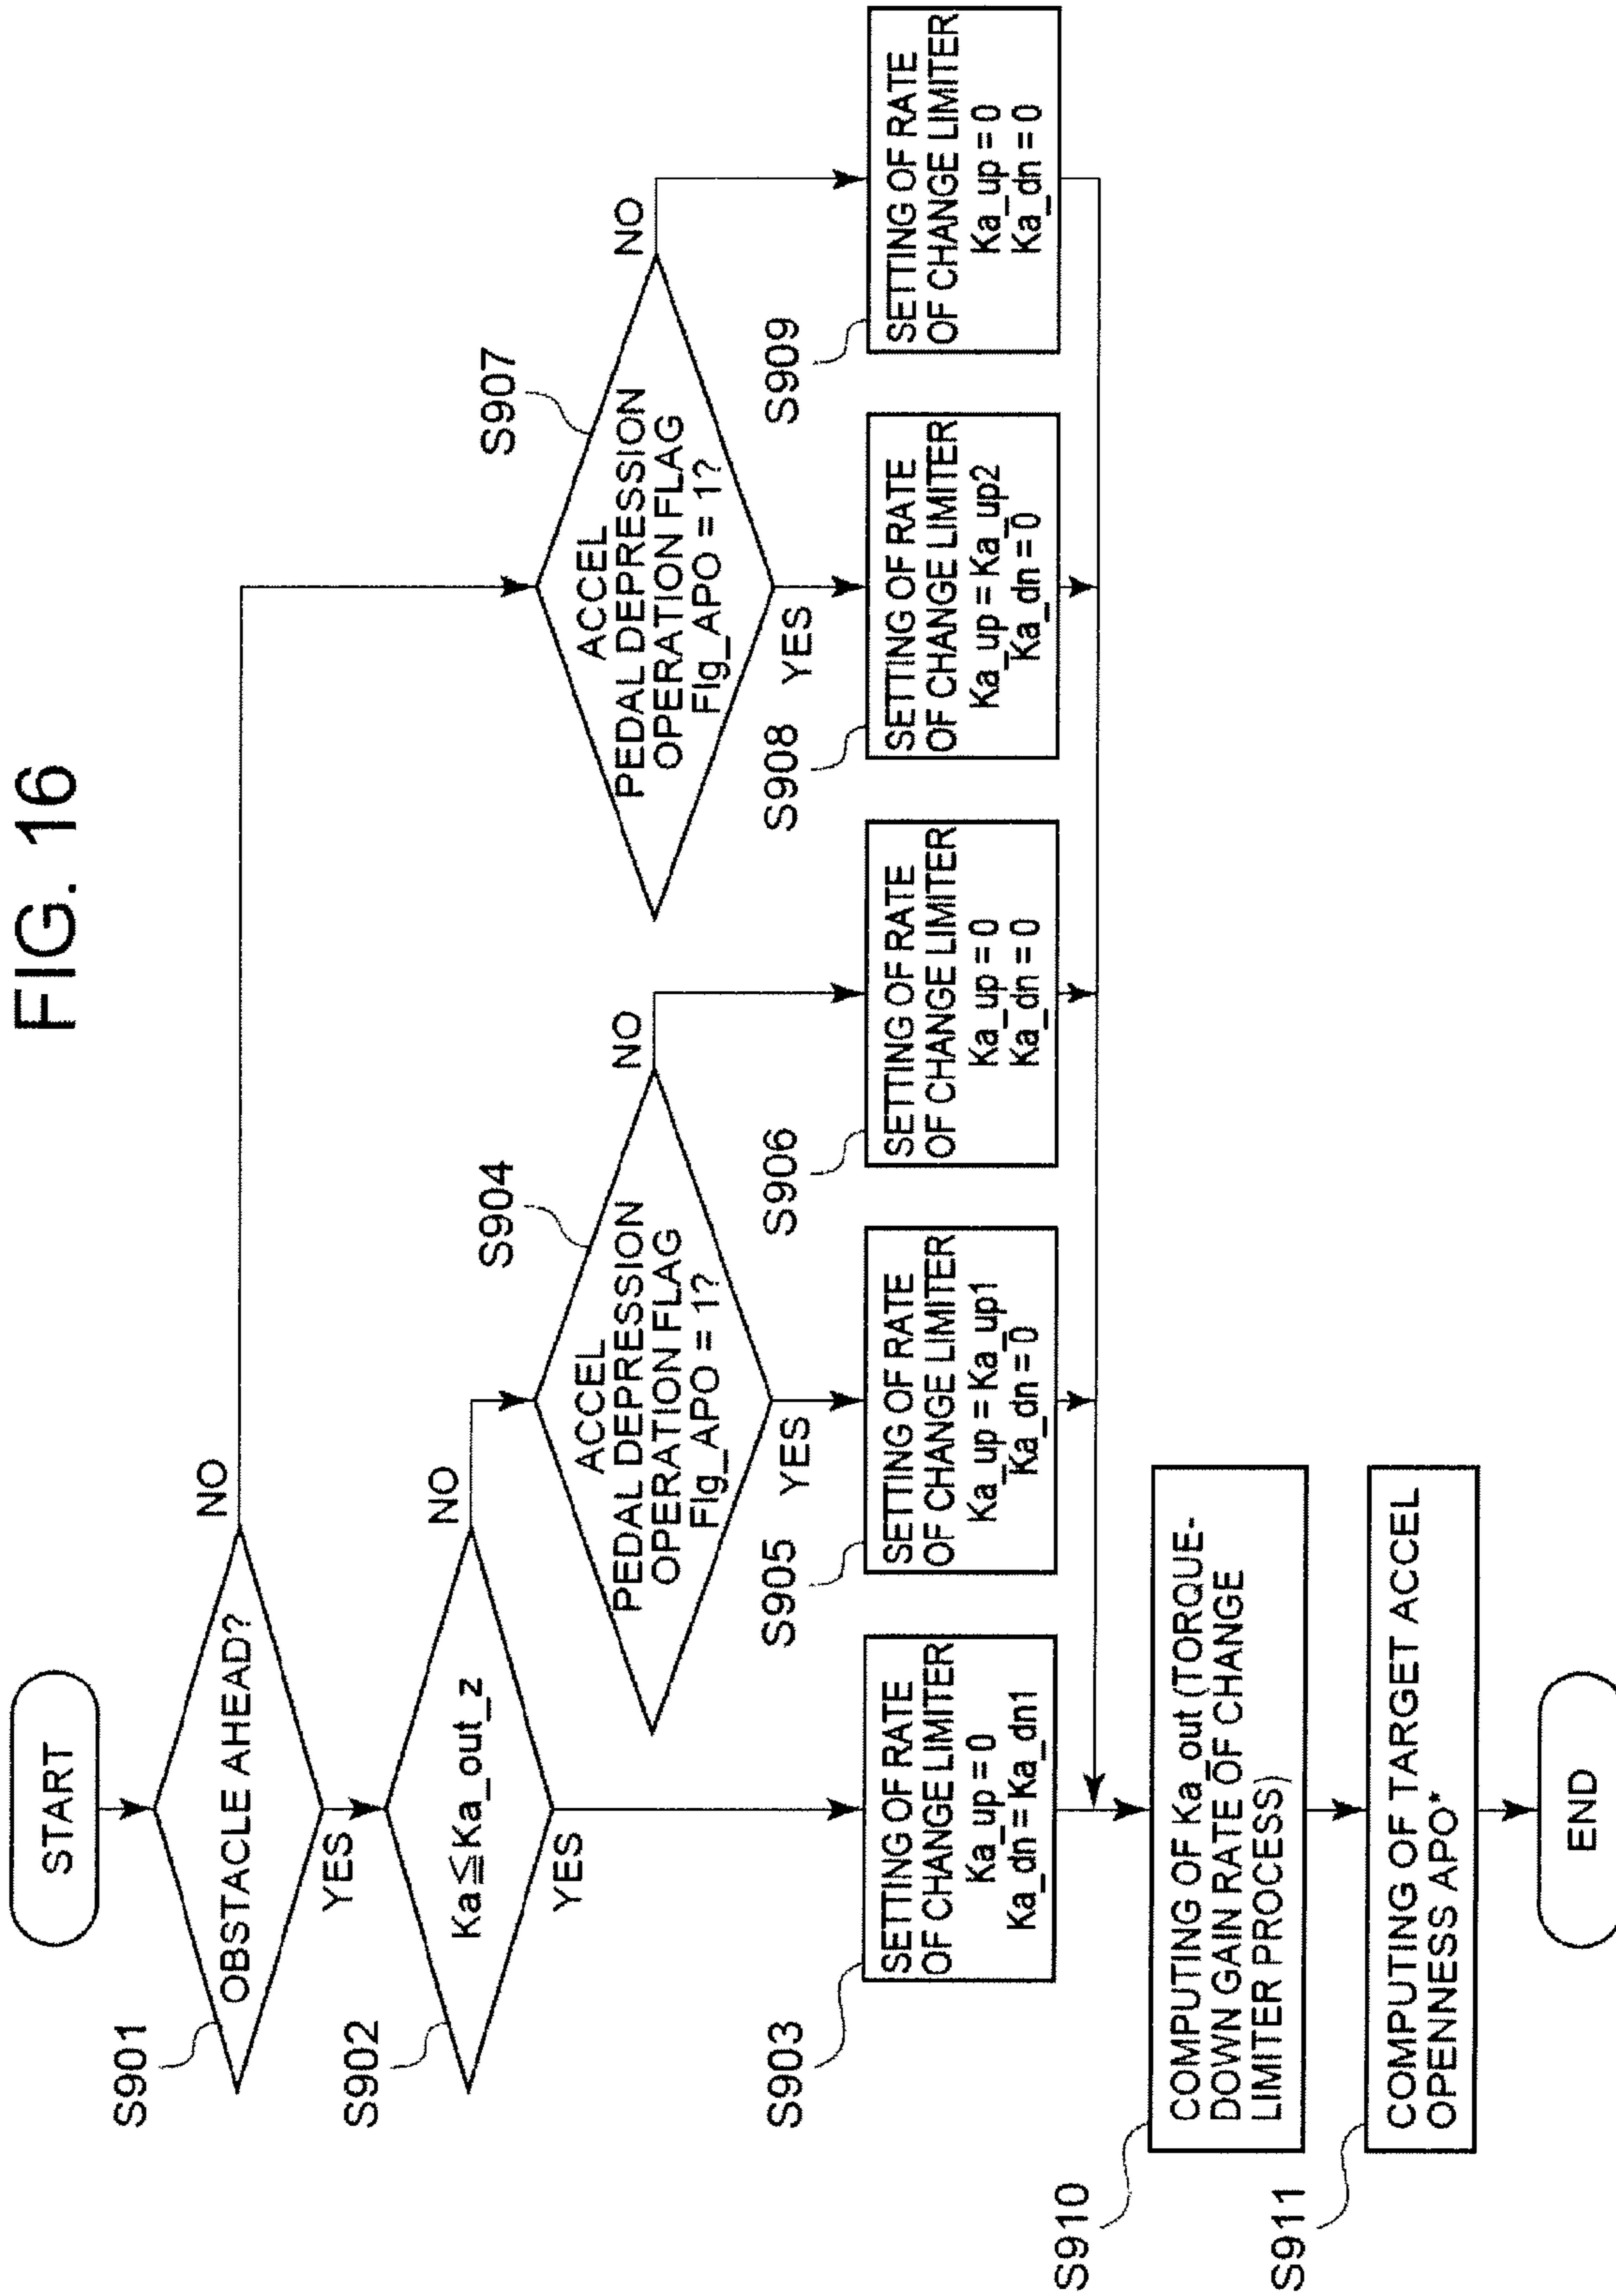 FIG. 16
START
S901
OBSTACLE AHEAD?
NO
YES
S902
Ka≦Ka_out_z
NO
YES
S904
ACCEL
PEDAL DEPRESSION
OPERATION FLAG
Flg_APO = 1?
NO
YES
S907
ACCEL
PEDAL DEPRESSION
OPERATION FLAG
Flg_APO = 1?
NO
YES
S903
SETTING OF RATE
OF CHANGE LIMITER
Ka_up = 0
Ka_dn = Ka_dn1
S905
SETTING OF RATE
OF CHANGE LIMITER
Ka_up = Ka_up1
Ka_dn = 0
S906
SETTING OF RATE
OF CHANGE LIMITER
Ka_up = 0
Ka_dn = 0
S908
SETTING OF RATE
OF CHANGE LIMITER
Ka_up = Ka_up2
Ka_dn = 0
S909
SETTING OF RATE
OF CHANGE LIMITER
Ka_up = 0
Ka_dn = 0
S910
COMPUTING OF Ka_out (TORQUE-
DOWN GAIN RATE OF CHANGE
LIMITER PROCESS)
S911
COMPUTING OF TARGET ACCEL
OPENNESS APO*
END